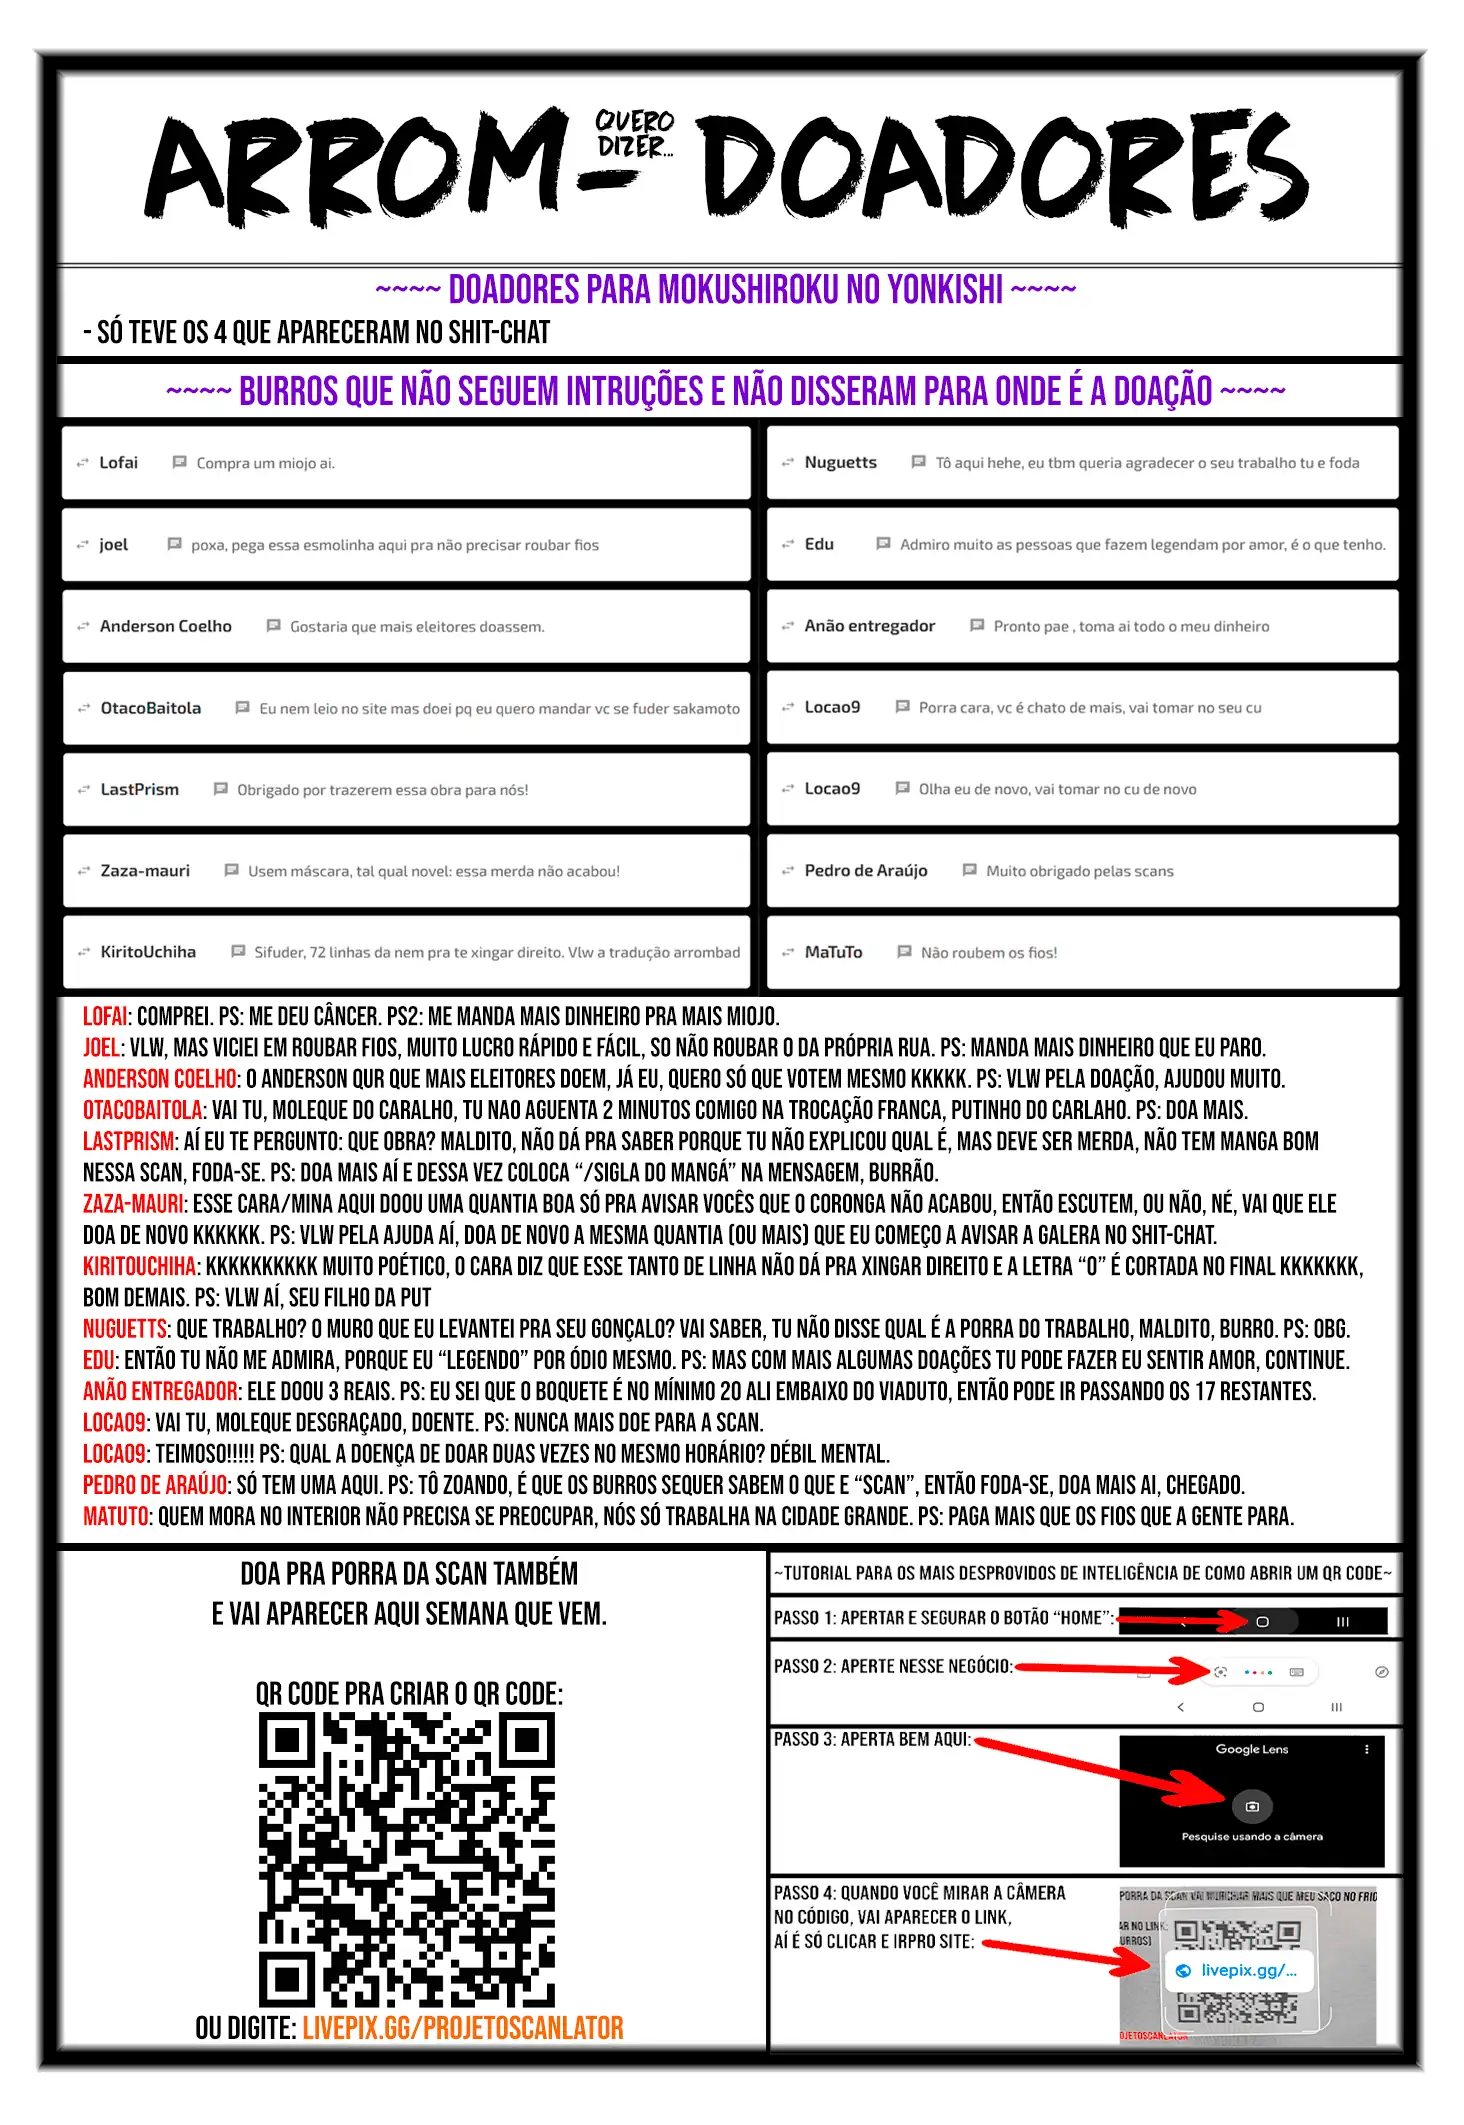 ARROM- QUERO DIZER... DOADORES
~~~~ DOADORES PARA MOKUSHIROKU NO YONKISHI ~~~~
- SÓ TEVE OS 4 QUE APARECERAM NO SHIT-CHAT
~~~~ BURROS QUE NÃO SEGUEM INTRUÇÕES E NÃO DISSERAM PARA ONDE É A DOAÇÃO ~~~~
Lofai Compra um miojo ai.
Nuguetts Tô aqui hehe, eu tbm queria agradecer o seu trabalho tu e foda
joel poxa, pega essa esmolinha aqui pra não precisar roubar fios
Edu Admiro muito as pessoas que fazem legendam por amor, é o que tenho.
Anderson Coelho Gostaria que mais eleitores doassem.
Anão entregador Pronto pae , toma ai todo o meu dinheiro
OtacoBaitola Eu nem leio no site mas doei pq eu quero mandar vc se fuder sakamoto
Locao9 Porra cara, vc é chato de mais, vai tomar no seu cu
LastPrism Obrigado por trazerem essa obra para nós!
Locao9 Olha eu de novo, vai tomar no cu de novo
Zaza-mauri Usem máscara, tal qual novel: essa merda não acabou!
Pedro de Araújo Muito obrigado pelas scans
KiritoUchiha Sifuder, 72 linhas da nem pra te xingar direito. Vlw a tradução arrombad
MaTuTo Não roubem os fios!
LOFAI: COMPREI. PS: ME DEU CÂNCER. PS2: ME MANDA MAIS DINHEIRO PRA MAIS MIOJO.
JOEL: VLW, MAS VICIEI EM ROUBAR FIOS, MUITO LUCRO RÁPIDO E FÁCIL, SO NÃO ROUBAR O DA PRÓPRIA RUA. PS: MANDA MAIS DINHEIRO QUE EU PARO.
ANDERSON COELHO: O ANDERSON QUR QUE MAIS ELEITORES DOEM, JÁ EU, QUERO SÓ QUE VOTEM MESMO KKKKK. PS: VLW PELA DOAÇÃO, AJUDOU MUITO.
OTACOBAITOLA: VAI TU, MOLEQUE DO CARALHO, TU NAO AGUENTA 2 MINUTOS COMIGO NA TROCAÇÃO FRANCA, PUTINHO DO CARLAHO. PS: DOA MAIS.
LASTPRISM: AÍ EU TE PERGUNTO: QUE OBRA? MALDITO, NÃO DÁ PRA SABER PORQUE TU NÃO EXPLICOU QUAL É, MAS DEVE SER MERDA, NÃO TEM MANGA BOM
NESSA SCAN, FODA-SE. PS: DOA MAIS AÍ E DESSA VEZ COLOCA “/SIGLA DO MANGÁ” NA MENSAGEM, BURRÃO.
ZAZA-MAURI: ESSE CARA/MINA AQUI DOOU UMA QUANTIA BOA SÓ PRA AVISAR VOCÊS QUE O CORONGA NÃO ACABOU, ENTÃO ESCUTEM, OU NÃO, NÉ, VAI QUE ELE
DOA DE NOVO KKKKKK. PS: VLW PELA AJUDA AÍ, DOA DE NOVO A MESMA QUANTIA (OU MAIS) QUE EU COMEÇO A AVISAR A GALERA NO SHIT-CHAT.
KIRITOUCHIHA: KKKKKKKKKK MUITO POÉTICO, O CARA DIZ QUE ESSE TANTO DE LINHA NÃO DÁ PRA XINGAR DIREITO E A LETRA “O” É CORTADA NO FINAL KKKKKKK,
BOM DEMAIS. PS: VLW AÍ, SEU FILHO DA PUT
NUGUETTS: QUE TRABALHO? O MURO QUE EU LEVANTEI PRA SEU GONÇALO? VAI SABER, TU NÃO DISSE QUAL É A PORRA DO TRABALHO, MALDITO, BURRO. PS: OBG.
EDU: ENTÃO TU NÃO ME ADMIRA, PORQUE EU “LEGENDO” POR ÓDIO MESMO. PS: MAS COM MAIS ALGUMAS DOAÇÕES TU PODE FAZER EU SENTIR AMOR, CONTINUE.
ANÃO ENTREGADOR: ELE DOOU 3 REAIS. PS: EU SEI QUE O BOQUETE É NO MÍNIMO 20 ALI EMBAIXO DO VIADUTO, ENTÃO PODE IR PASSANDO OS 17 RESTANTES.
LOCAO9: VAI TU, MOLEQUE DESGRAÇADO, DOENTE. PS: NUNCA MAIS DOE PARA A SCAN.
LOCAO9: TEIMOSO!!!!! PS: QUAL A DOENÇA DE DOAR DUAS VEZES NO MESMO HORÁRIO? DÉBIL MENTAL.
PEDRO DE ARAÚJO: SÓ TEM UMA AQUI. PS: TÔ ZOANDO, É QUE OS BURROS SEQUER SABEM O QUE E “SCAN”, ENTÃO FODA-SE, DOA MAIS AI, CHEGADO.
MATUTO: QUEM MORA NO INTERIOR NÃO PRECISA SE PREOCUPAR, NÓS SÓ TRABALHA NA CIDADE GRANDE. PS: PAGA MAIS QUE OS FIOS QUE A GENTE PARA.
DOA PRA PORRA DA SCAN TAMBÉM
E VAI APARECER AQUI SEMANA QUE VEM.
QR CODE PRA CRIAR O QR CODE:
OU DIGITE: LIVEPIX.GG/PROJETOSCANLATOR
~TUTORIAL PARA OS MAIS DESPROVIDOS DE INTELIGÊNCIA DE COMO ABRIR UM QR CODE~
PASSO 1: APERTAR E SEGURAR O BOTÃO “HOME”:
PASSO 2: APERTE NESSE NEGÓCIO:
PASSO 3: APERTA BEM AQUI:
Google Lens
Pesquise usando a câmera
PASSO 4: QUANDO VOCÊ MIRAR A CÂMERA
NO CÓDIGO, VAI APARECER O LINK,
AÍ É SÓ CLICAR E IRPRO SITE:
PORRA DA SCAN VAI MURCHAR MAIS QUE MEU SACO NO FRIO
AR NO LINK:
URROS)
livepix.gg/...
OJETOSCANLATOR